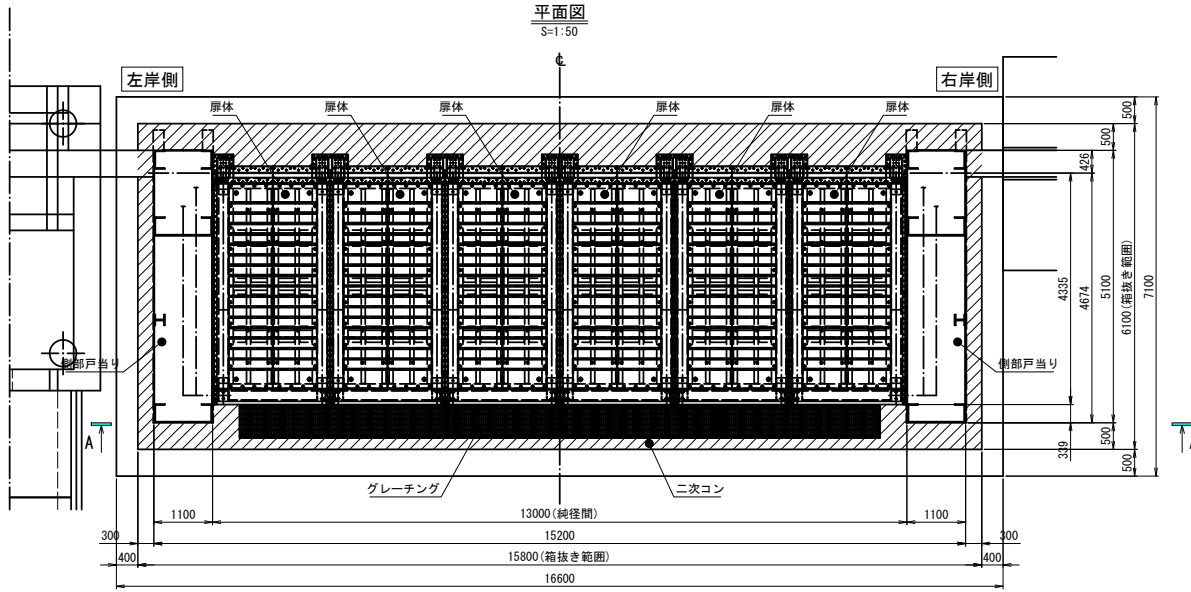 平面図
S=1:50
℄
左岸側
右岸側
扉体
扉体
扉体
扉体
扉体
扉体
500
500
426
4335
4674
5100
6100(箱抜き範囲)
7100
側部戸当り
側部戸当り
A
339
500
500
グレーチング
二次コン
1100
13000(純径間)
1100
300
15200
300
400
15800(箱抜き範囲)
400
16600